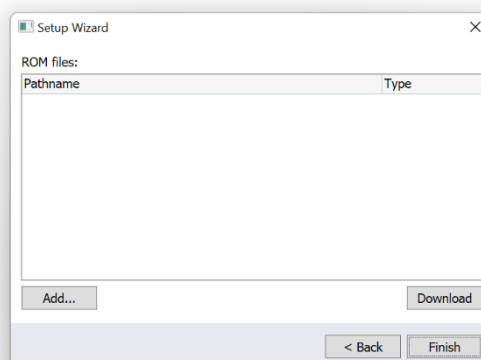 Setup Wizard
ROM files:
Pathname Type
Add... Download
< Back Finish